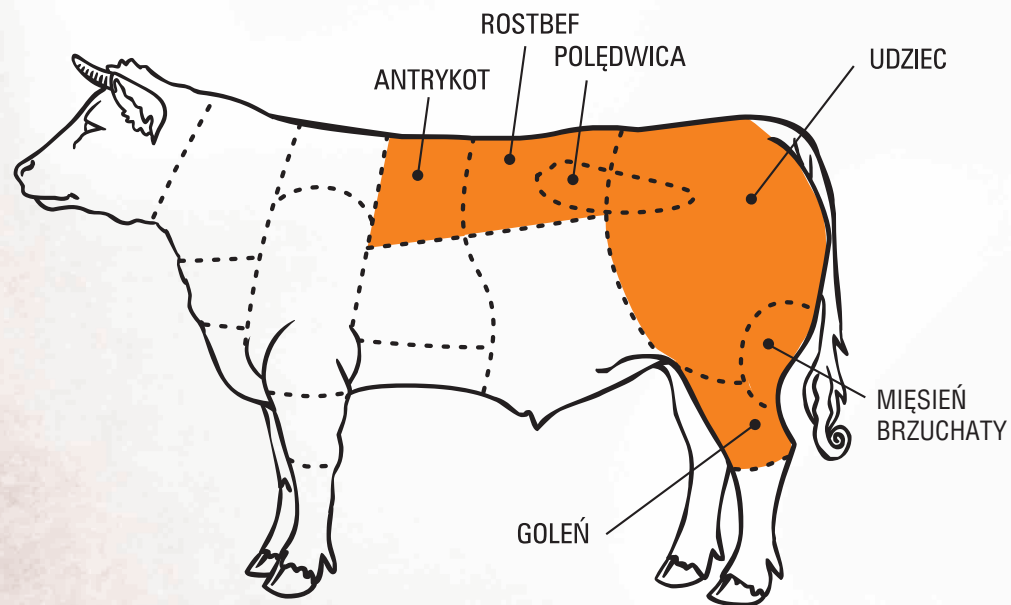 ROSTBEF
POLĘDWICA
UDZIEC
ANTRYKOT
MIĘSIEŃ
BRZUCHATY
GOLEŃ